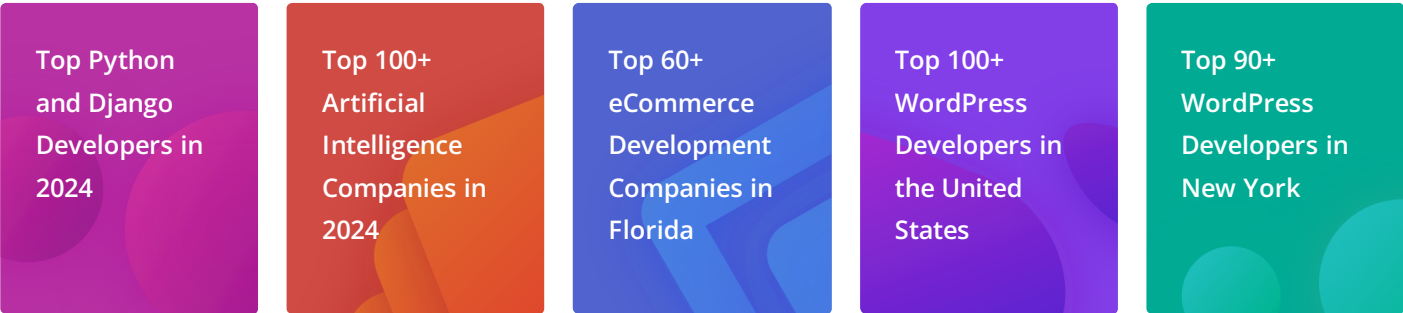 Top Python
and Django
Developers in
2024
Top 100+
Artificial
Intelligence
Companies in
2024
Top 60+
eCommerce
Development
Companies in
Florida
Top 100+
WordPress
Developers in
the United
States
Top 90+
WordPress
Developers in
New York